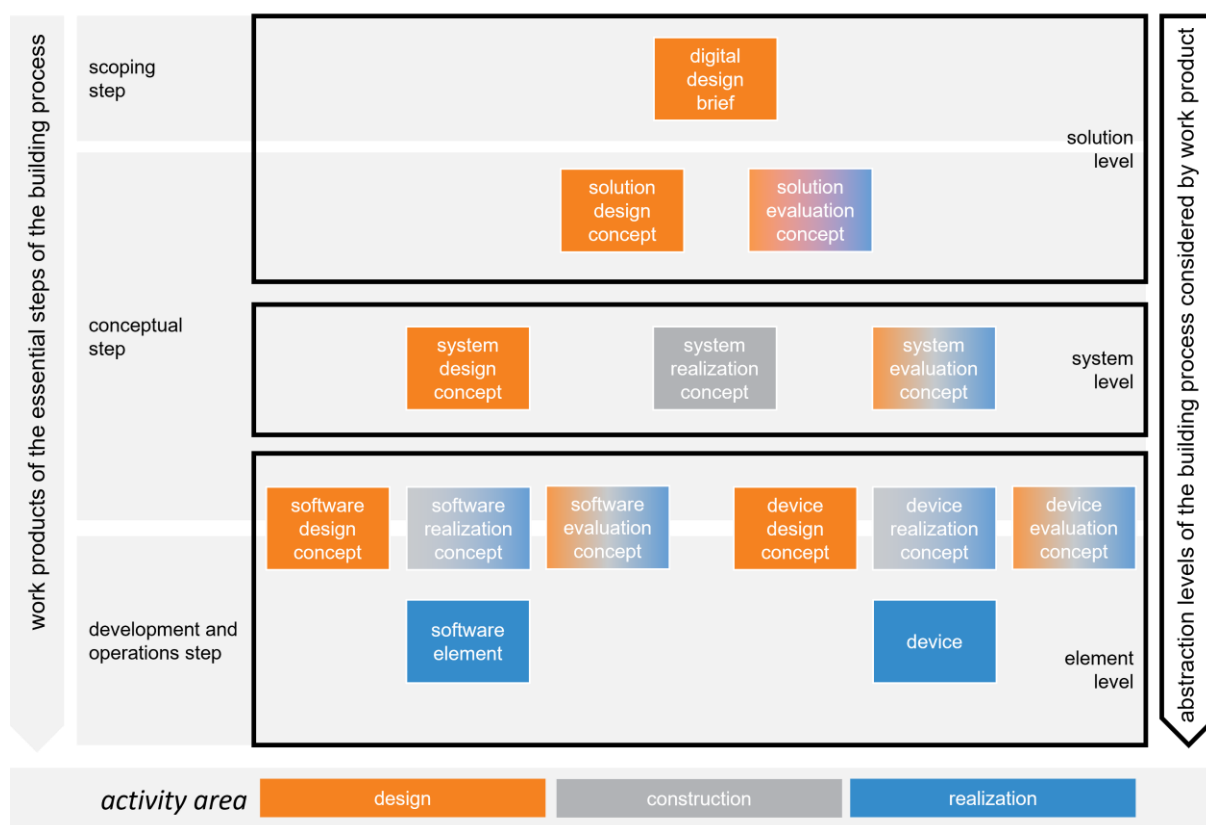 work products of the essential steps of the building process
scoping
step
digital
design
brief
solution
level
abstraction levels of the building process considered by work product
solution
design
concept
solution
evaluation
concept
conceptual
step
system
design
concept
system
realization
concept
system
evaluation
concept
system
level
software
design
concept
software
realization
concept
software
evaluation
concept
device
design
concept
device
realization
concept
device
evaluation
concept
development and
operations step
software
element
device
element
level
activity area
design
construction
realization